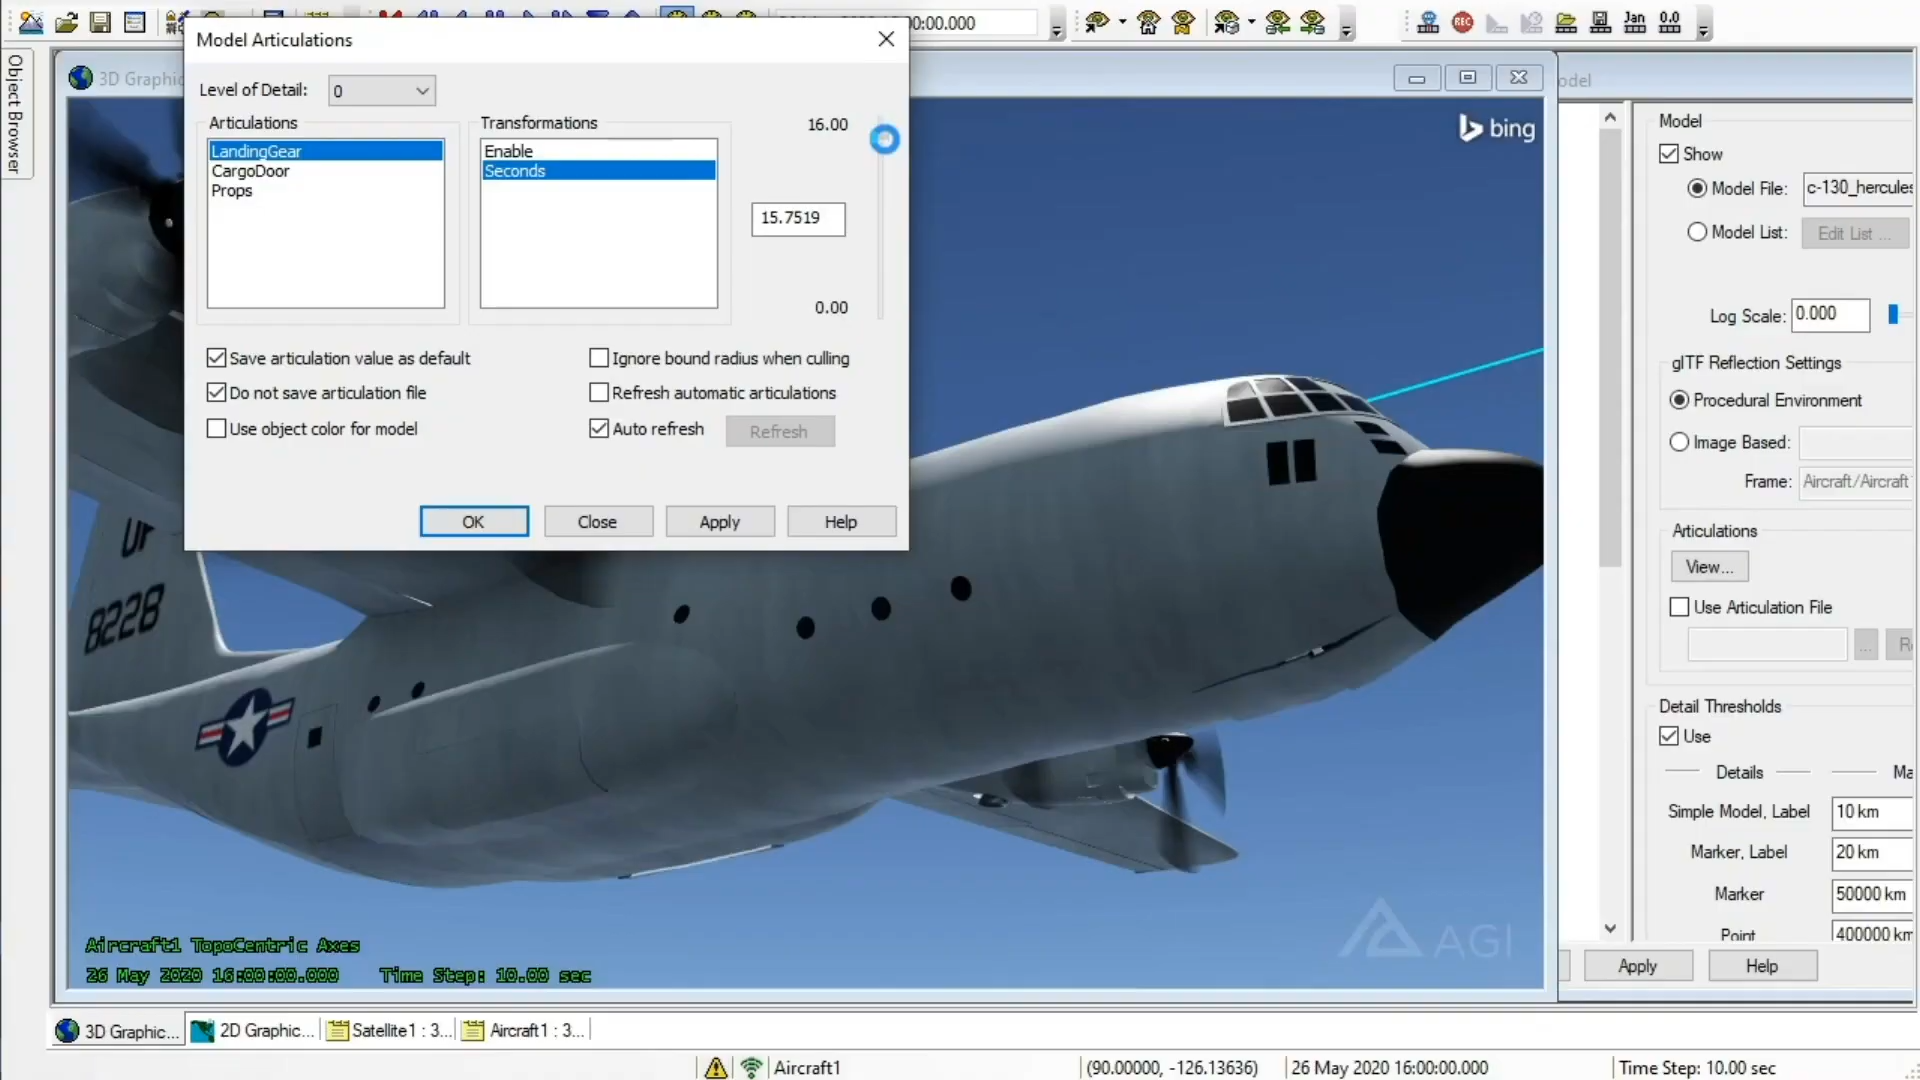 00:00.000
REC
Jan
0.0
Object Browser
Model Articulations
3D Graphic
Level of Detail:
0
Articulations
LandingGear
CargoDoor
Props
Transformations
Enable
Seconds
16.00
15.7519
0.00
Save articulation value as default
Do not save articulation file
Use object color for model
Ignore bound radius when culling
Refresh automatic articulations
Auto refresh
Refresh
OK
Close
Apply
Help
bing
8228
AGI
Aircraft1 TopoCentric Axes
26 May 2020 16:00:00.000 Time Step: 10.00 sec
Model
Show
Model File:
c-130_hercules
Model List:
Edit List ...
Log Scale:
0.000
glTF Reflection Settings
Procedural Environment
Image Based:
Frame:
Aircraft/Aircraft
Articulations
View...
Use Articulation File
...
Detail Thresholds
Use
Details
Ma
Simple Model, Label
10 km
Marker, Label
20 km
Marker
50000 km
Point
400000 km
Apply
Help
3D Graphic...
2D Graphic...
Satellite1 : 3...
Aircraft1 : 3...
Aircraft1
(90.00000, -126.13636)
26 May 2020 16:00:00.000
Time Step: 10.00 sec